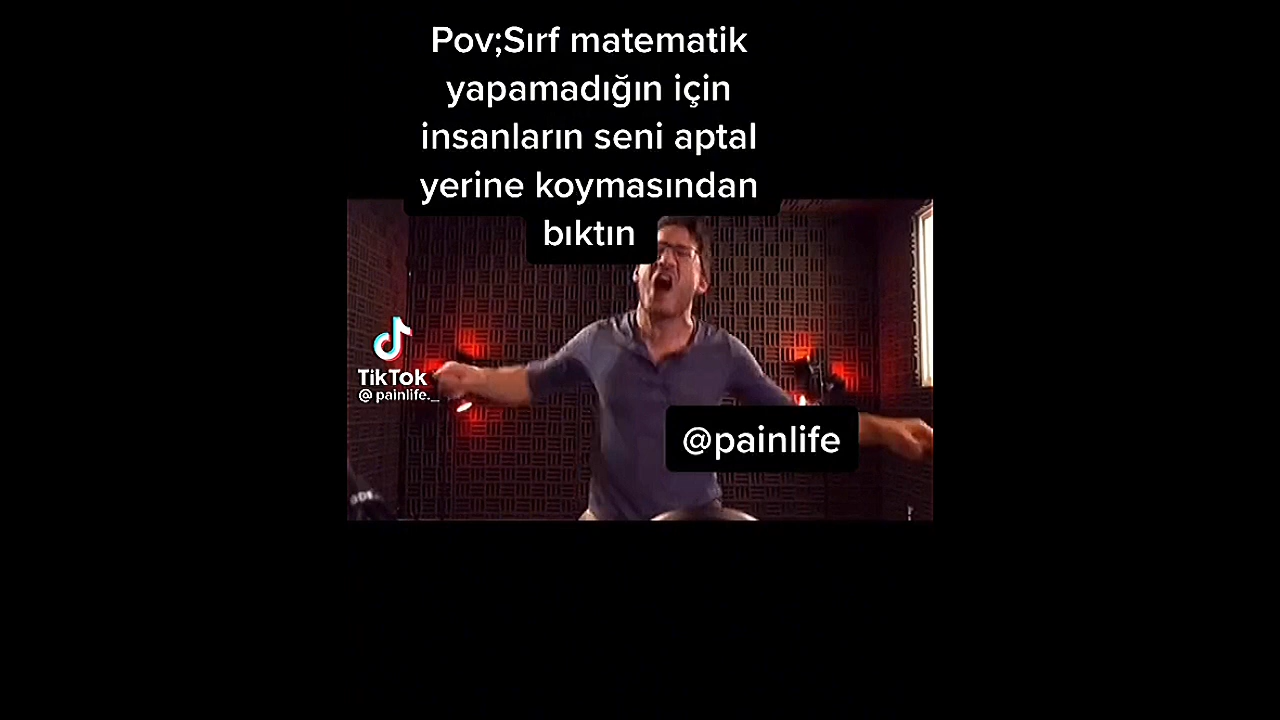 Pov;Sırf matematik
yapamadığın için
insanların seni aptal
yerine koymasından
bıktın
TikTok
@painlife._
@painlife